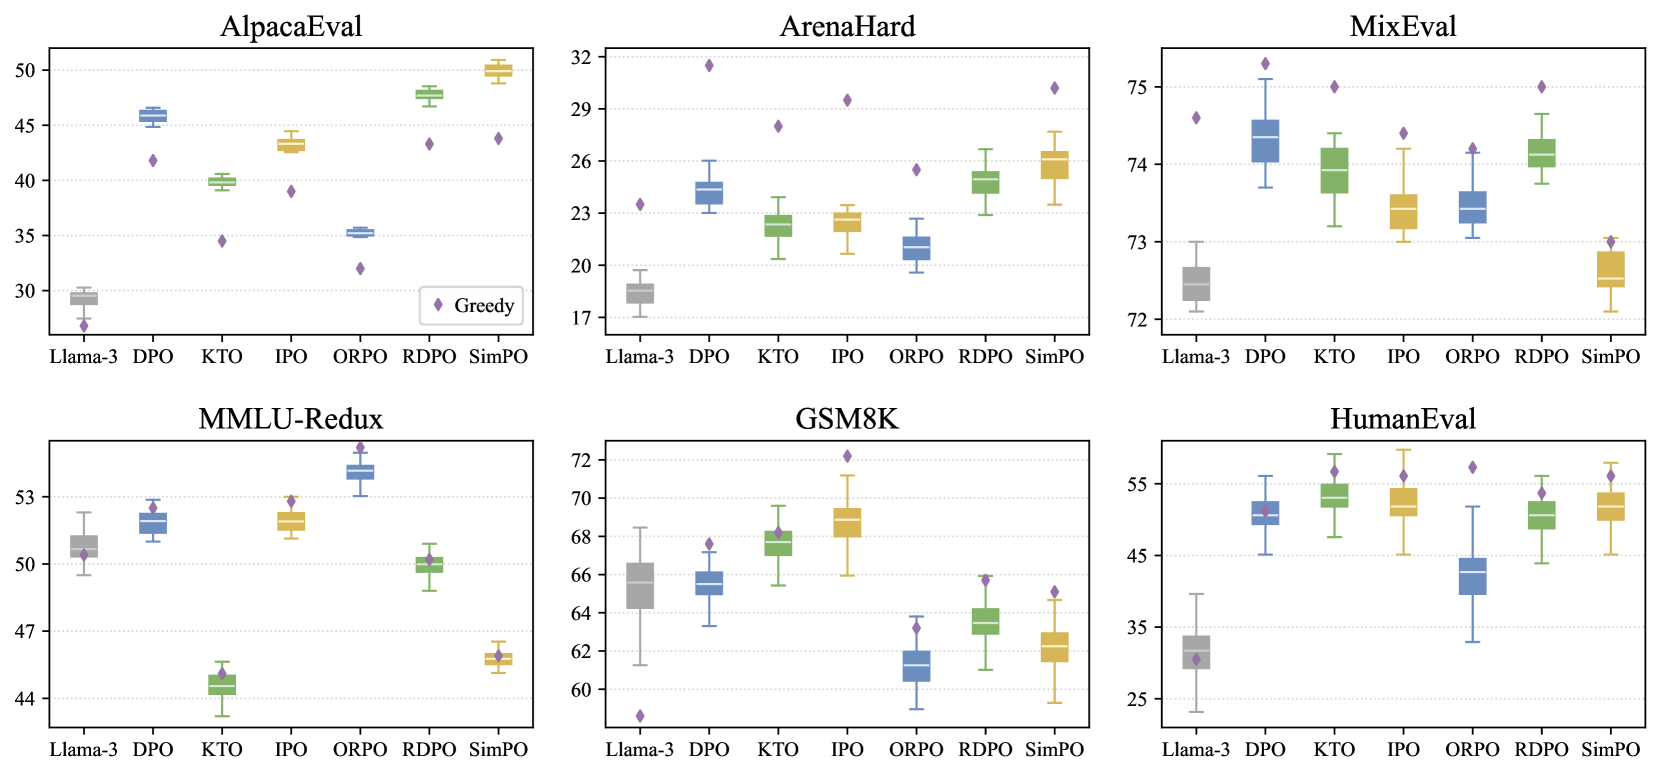 AlpacaEval
50
45
40
35
30
Greedy
Llama-3 DPO KTO IPO ORPO RDPO SimPO
ArenaHard
32
29
26
23
20
17
Llama-3 DPO KTO IPO ORPO RDPO SimPO
MixEval
75
74
73
72
Llama-3 DPO KTO IPO ORPO RDPO SimPO
MMLU-Redux
53
50
47
44
Llama-3 DPO KTO IPO ORPO RDPO SimPO
GSM8K
72
70
68
66
64
62
60
Llama-3 DPO KTO IPO ORPO RDPO SimPO
HumanEval
55
45
35
25
Llama-3 DPO KTO IPO ORPO RDPO SimPO